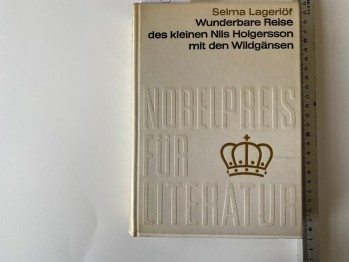 Selma Lagerlöf
Wunderbare Reise
des kleinen Nils Holgersson
mit den Wildgänsen
NOBELPREIS
FÜR
LITERATUR